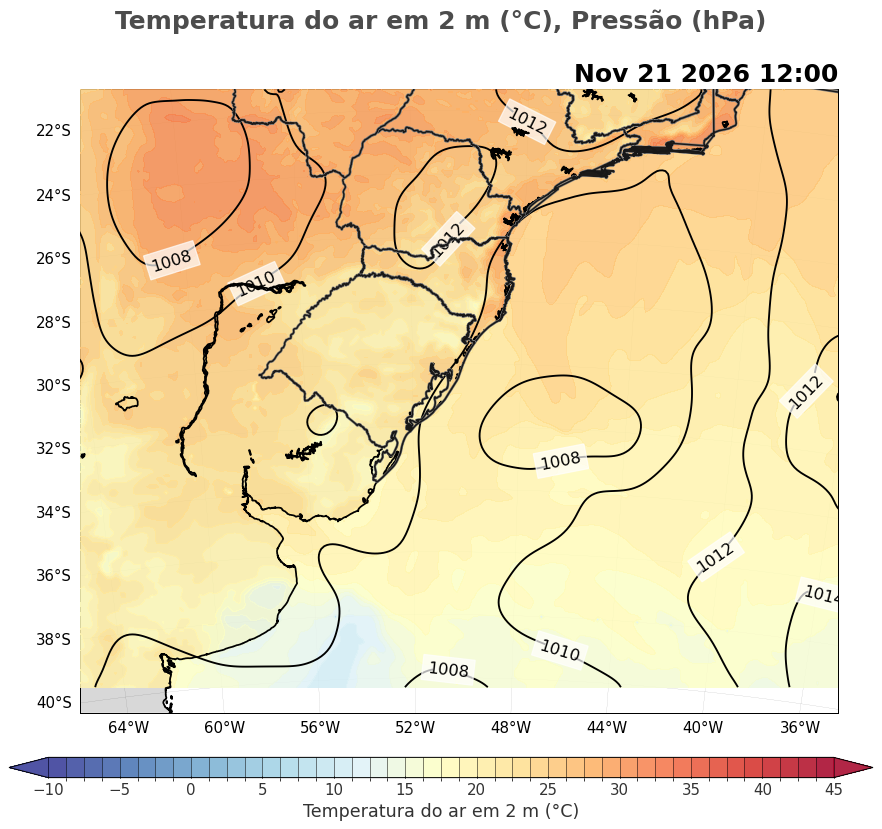 Temperatura do ar em 2 m (°C), Pressão (hPa)
Nov 21 2026 12:00
22°S
24°S
26°S
28°S
30°S
32°S
34°S
36°S
38°S
40°S
1012
1008
1010
1012
1012
1008
1012
1014
1010
1008
64°W 60°W 56°W 52°W 48°W 44°W 40°W 36°W
−10 −5 0 5 10 15 20 25 30 35 40 45
Temperatura do ar em 2 m (°C)